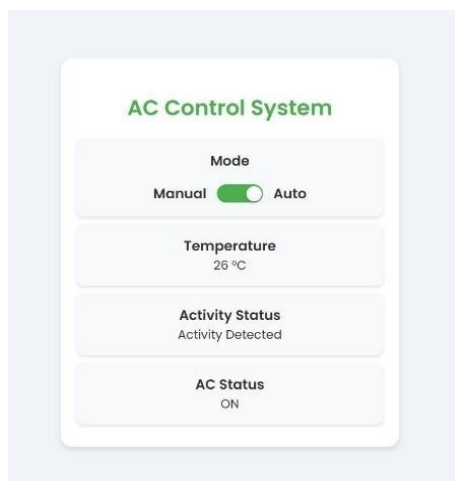 AC Control System
Mode
Manual Auto
Temperature
26 °C
Activity Status
Activity Detected
AC Status
ON